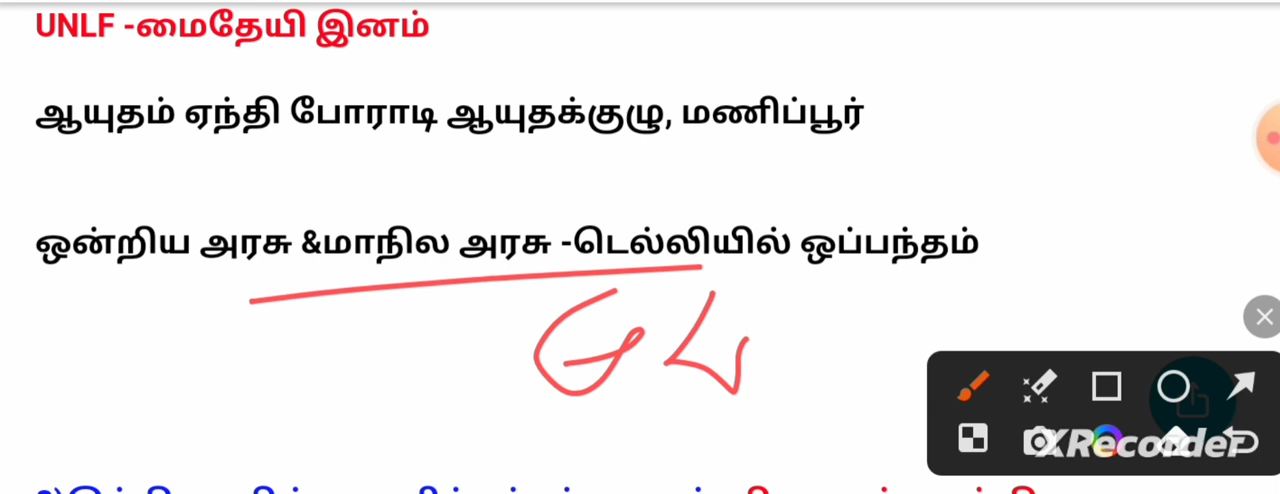 UNLF -மைதேயி இனம்
ஆயுதம் ஏந்தி போராடி ஆயுதக்குழு, மணிப்பூர்
ஒன்றிய அரசு &மாநில அரசு -டெல்லியில் ஒப்பந்தம்
XRecorder